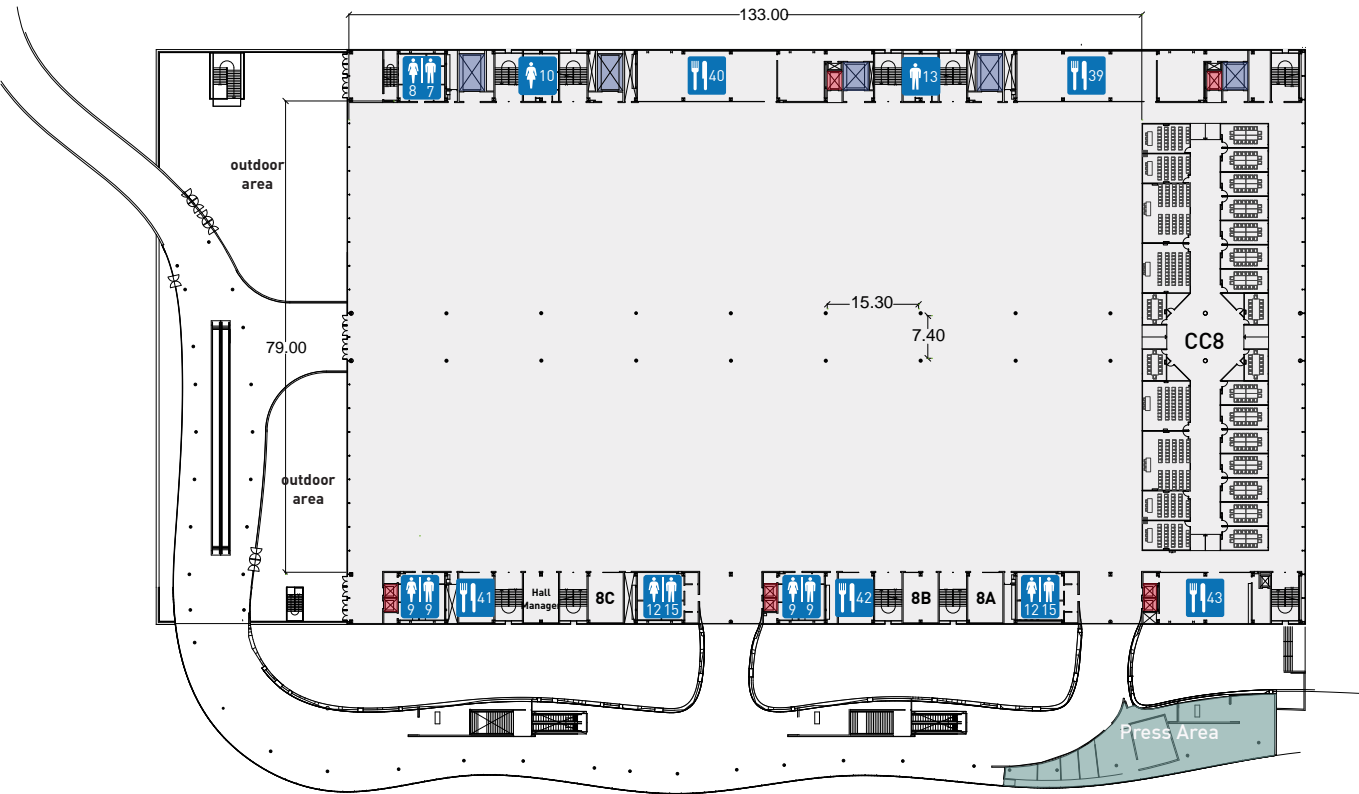 133.00
10
40
13
39
8 7
outdoor
area
15.30
7.40
79.00
CC8
outdoor
area
9 9
41
Hall
Manager
8C
12 15
9 9
42
8B
8A
12 15
43
Press Area